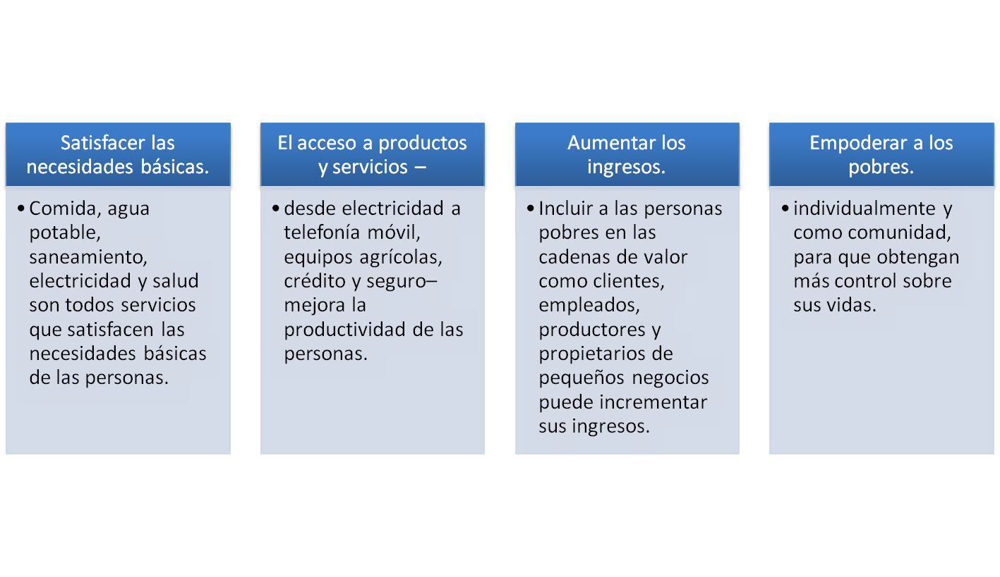 Satisfacer las
necesidades básicas.
• Comida, agua
potable,
saneamiento,
electricidad y salud
son todos servicios
que satisfacen las
necesidades básicas
de las personas.
El acceso a productos
y servicios –
• desde electricidad a
telefonía móvil,
equipos agrícolas,
crédito y seguro–
mejora la
productividad de las
personas.
Aumentar los
ingresos.
• Incluir a las personas
pobres en las
cadenas de valor
como clientes,
empleados,
productores y
propietarios de
pequeños negocios
puede incrementar
sus ingresos.
Empoderar a los
pobres.
• individualmente y
como comunidad,
para que obtengan
más control sobre
sus vidas.